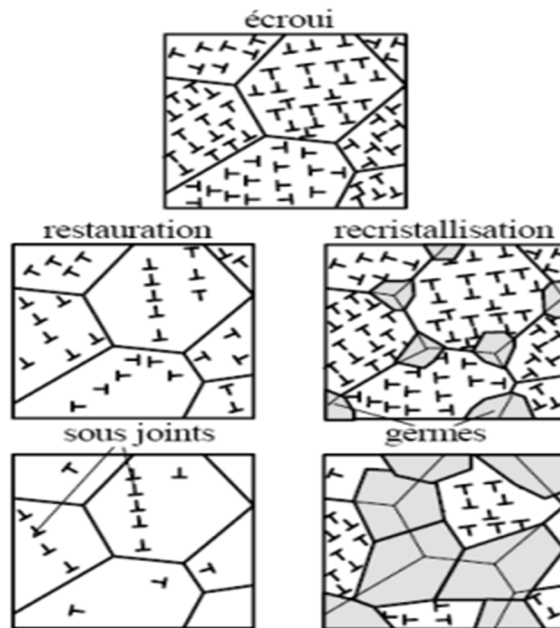 écroui
restauration
recristallisation
sous joints
germes